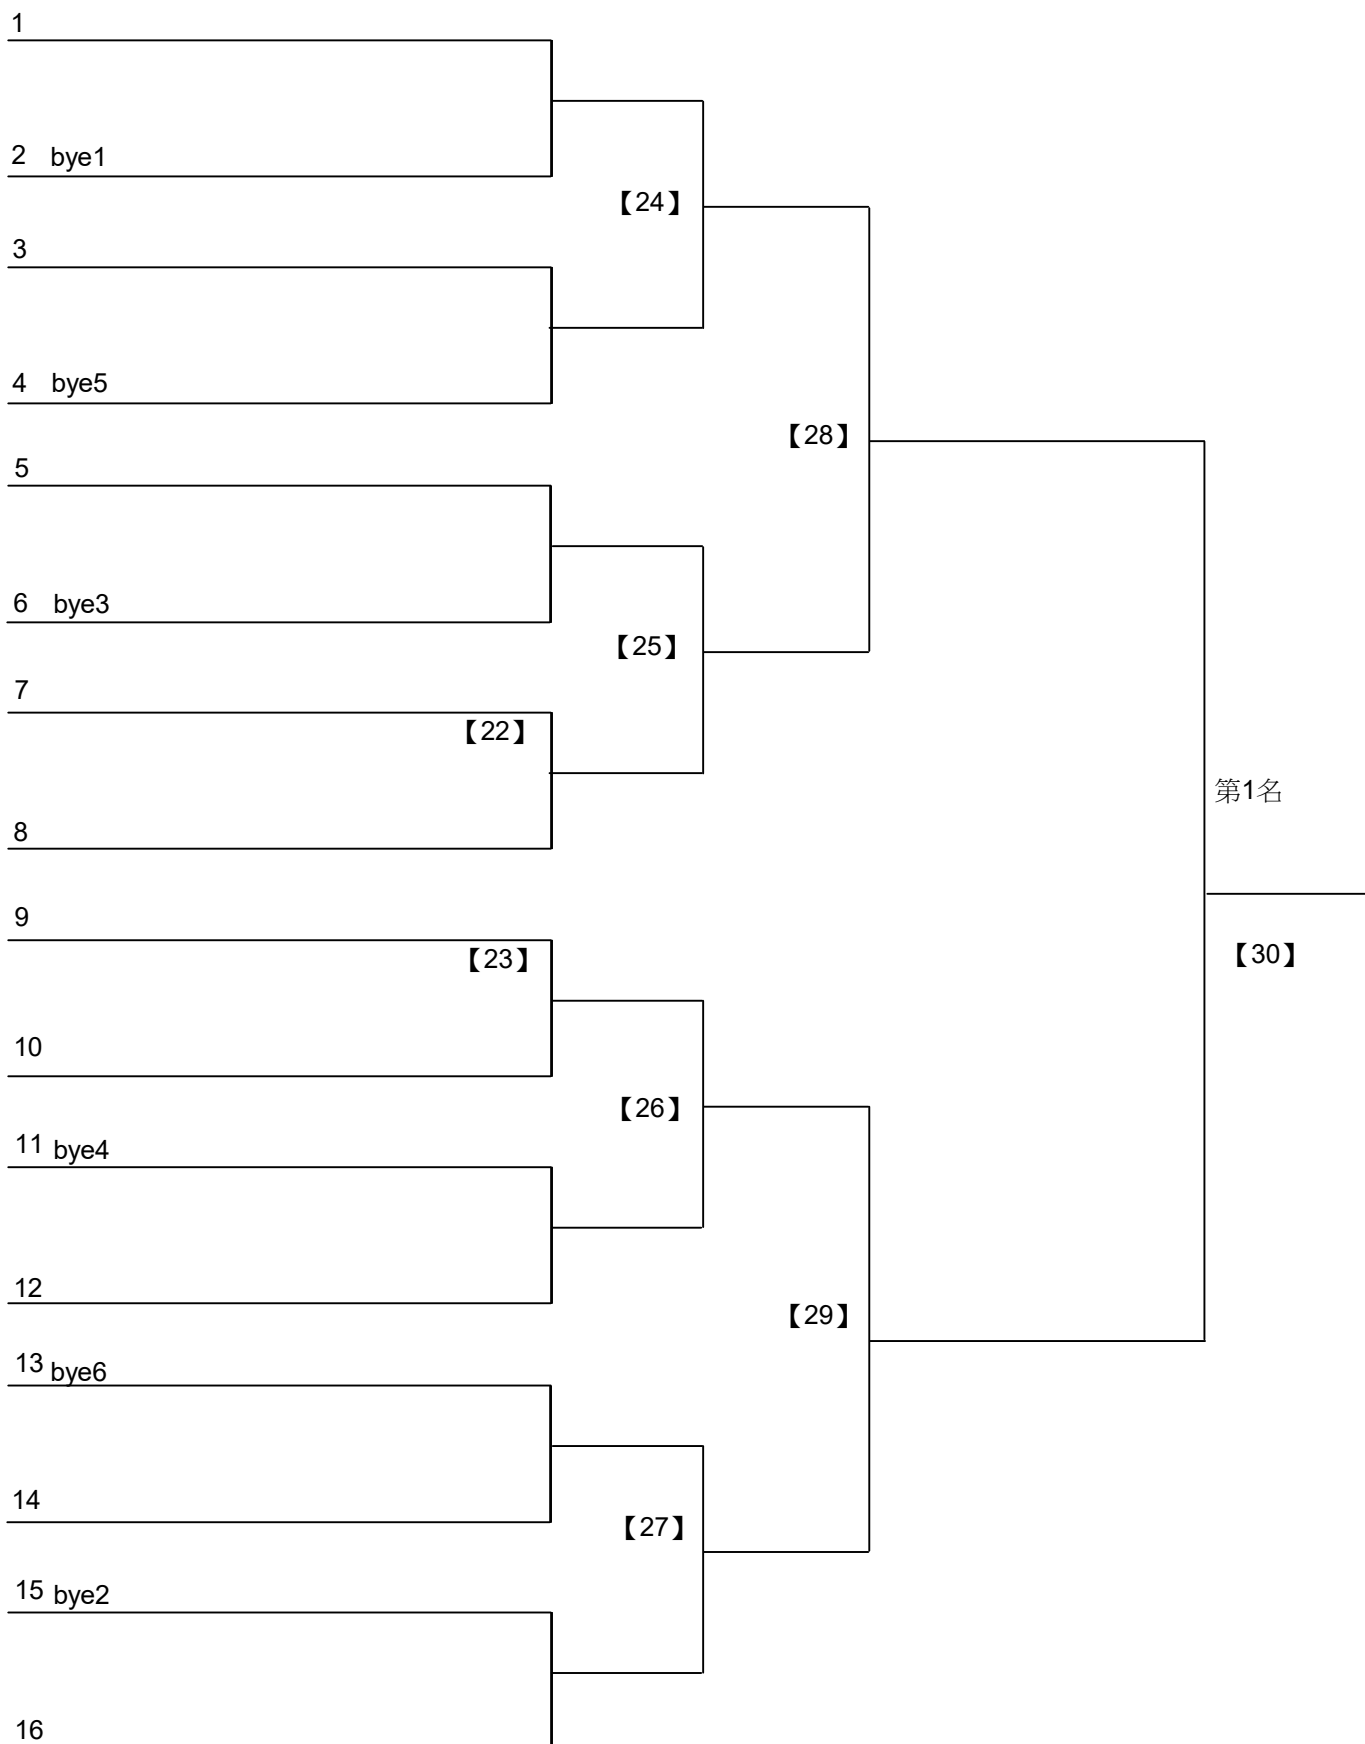 1
2 bye1
【24】
3
4 bye5
【28】
5
6 bye3
【25】
7
【22】
第1名
8
9
【23】
【30】
10
【26】
11 bye4
12
【29】
13 bye6
14
【27】
15 bye2
16